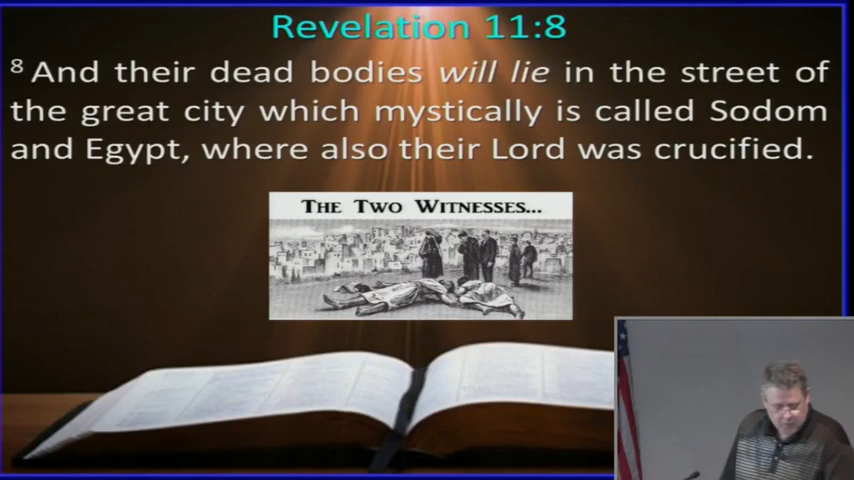 Revelation 11:8
⁸ And their dead bodies will lie in the street of
the great city which mystically is called Sodom
and Egypt, where also their Lord was crucified.
THE TWO WITNESSES...